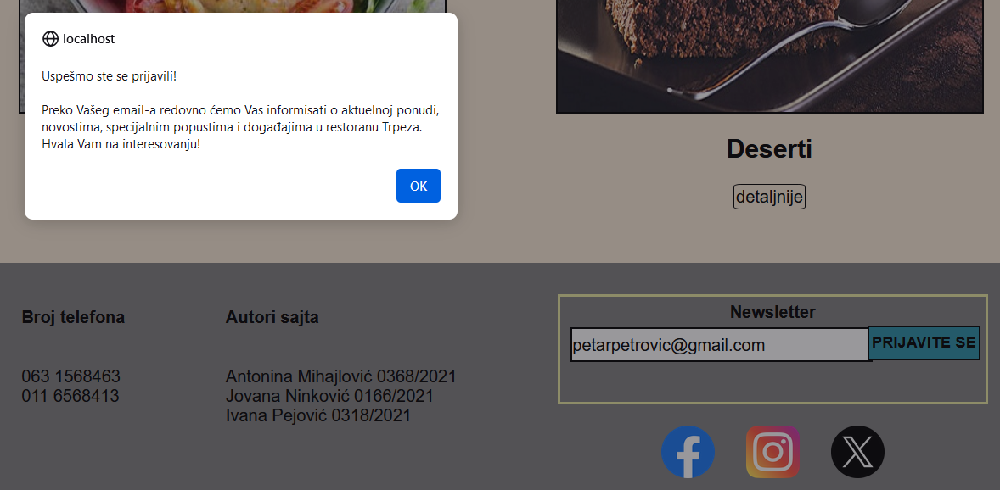 localhost
Uspešmo ste se prijavili!
Preko Vašeg email-a redovno ćemo Vas informisati o aktuelnoj ponudi,
novostima, specijalnim popustima i događajima u restoranu Trpeza.
Hvala Vam na interesovanju!
OK
Deserti
detaljnije
Broj telefona
063 1568463
011 6568413
Autori sajta
Antonina Mihajlović 0368/2021
Jovana Ninković 0166/2021
Ivana Pejović 0318/2021
Newsletter
petarpetrovic@gmail.com
PRIJAVITE SE